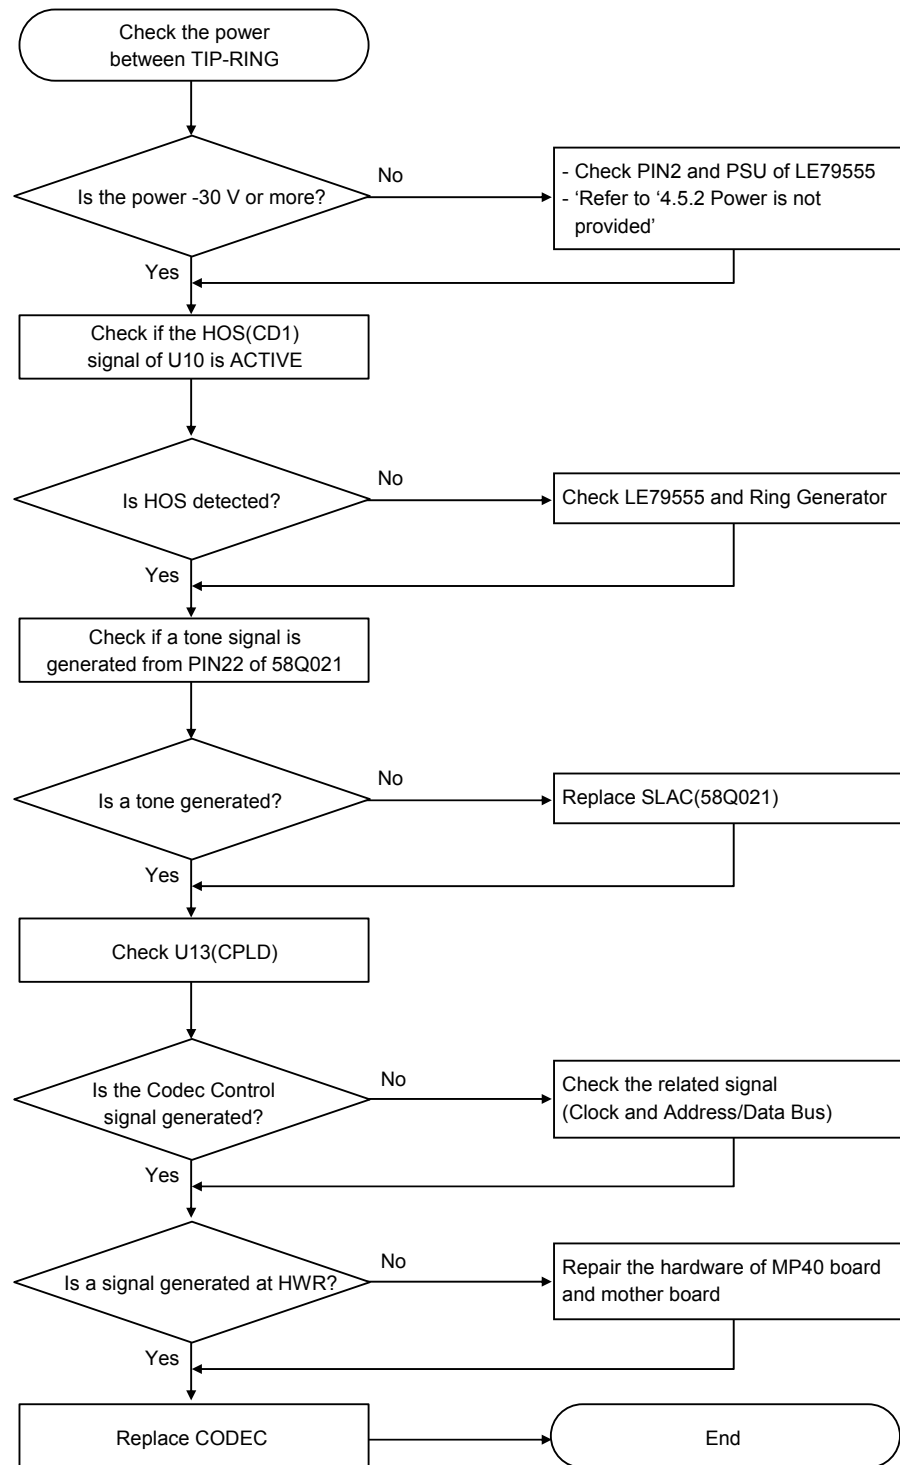 Check the power
between TIP-RING
Is the power -30 V or more?
No
- Check PIN2 and PSU of LE79555
- ‘Refer to ‘4.5.2 Power is not
provided’
Yes
Check if the HOS(CD1)
signal of U10 is ACTIVE
Is HOS detected?
No
Check LE79555 and Ring Generator
Yes
Check if a tone signal is
generated from PIN22 of 58Q021
Is a tone generated?
No
Replace SLAC(58Q021)
Yes
Check U13(CPLD)
Is the Codec Control
signal generated?
No
Check the related signal
(Clock and Address/Data Bus)
Yes
Is a signal generated at HWR?
No
Repair the hardware of MP40 board
and mother board
Yes
Replace CODEC
End